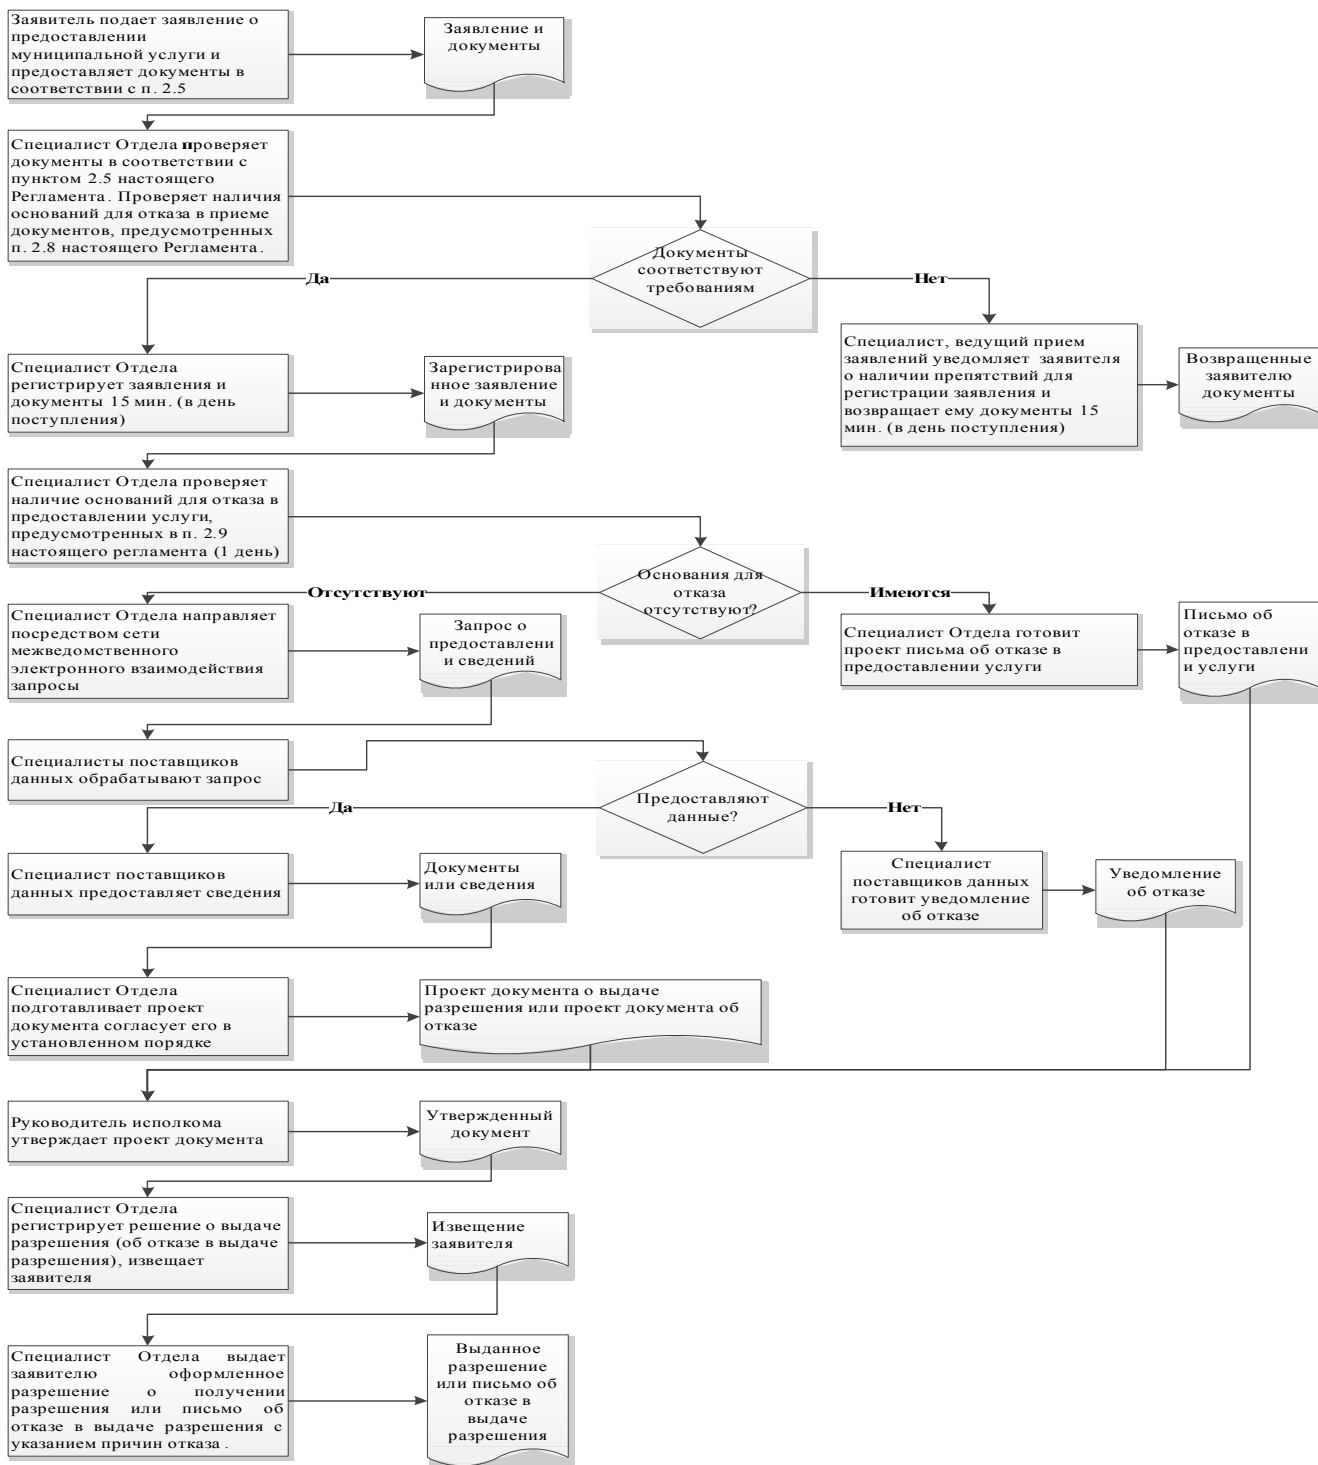 Заявитель подает заявление о
предоставлении
муниципальной услуги и
предоставляет документы в
соответствии с п. 2.5
Заявление и
документы
Специалист Отдела проверяет
документы в соответствии с
пунктом 2.5 настоящего
Регламента. Проверяет наличия
оснований для отказа в приеме
документов, предусмотренных
п. 2.8 настоящего Регламента.
Документы
соответствуют
требованиям
Да
Нет
Специалист Отдела
регистрирует заявления и
документы 15 мин. (в день
поступления)
Зарегистрирова
нное заявление
и документы
Специалист, ведущий прием
заявлений уведомляет заявителя
о наличии препятствий для
регистрации заявления и
возвращает ему документы 15
мин. (в день поступления)
Возвращенные
заявителю
документы
Специалист Отдела проверяет
наличие оснований для отказа в
предоставлении услуги,
предусмотренных в п. 2.9
настоящего регламента (1 день)
Основания для
отказа
отсутствуют?
Отсутствуют
Имеются
Специалист Отдела направляет
посредством сети
межведомственного
электронного взаимодействия
запросы
Запрос о
предоставлени
и сведений
Специалист Отдела готовит
проект письма об отказе в
предоставлении услуги
Письмо об
отказе в
предоставлени
и услуги
Специалисты поставщиков
данных обрабатывают запрос
Предоставляют
данные?
Да
Нет
Специалист поставщиков
данных предоставляет сведения
Документы
или сведения
Специалист
поставщиков данных
готовит уведомление
об отказе
Уведомление
об отказе
Специалист Отдела
подготавливает проект
документа согласует его в
установленном порядке
Проект документа о выдаче
разрешения или проект документа об
отказе
Руководитель исполкома
утверждает проект документа
Утвержденный
документ
Специалист Отдела
регистрирует решение о выдаче
разрешения (об отказе в выдаче
разрешения), извещает
заявителя
Извещение
заявителя
Специалист Отдела выдает
заявителю оформленное
разрешение о получении
разрешения или письмо об
отказе в выдаче разрешения с
указанием причин отказа .
Выданное
разрешение
или письмо об
отказе в
выдаче
разрешения